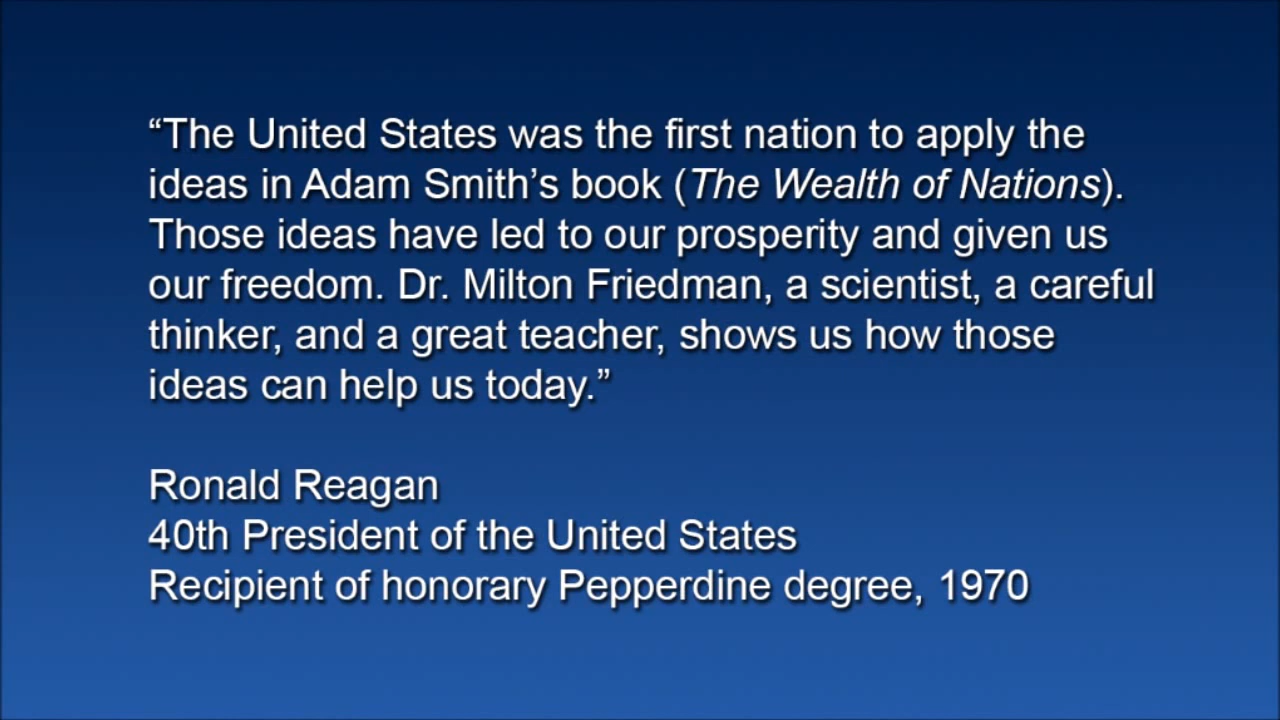 “The United States was the first nation to apply the
ideas in Adam Smith’s book (The Wealth of Nations).
Those ideas have led to our prosperity and given us
our freedom. Dr. Milton Friedman, a scientist, a careful
thinker, and a great teacher, shows us how those
ideas can help us today.”
Ronald Reagan
40th President of the United States
Recipient of honorary Pepperdine degree, 1970